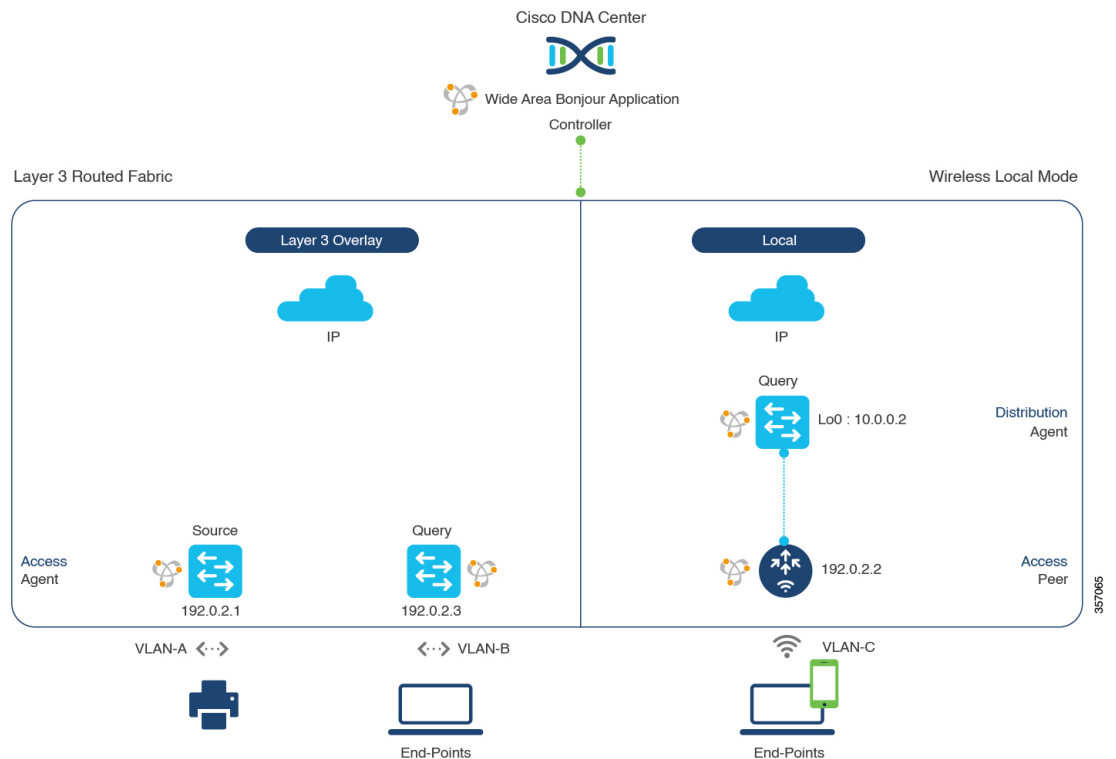 Cisco DNA Center
Wide Area Bonjour Application
Controller
Layer 3 Routed Fabric
Wireless Local Mode
Layer 3 Overlay
Local
IP
IP
Query
Lo0 : 10.0.0.2
Distribution
Agent
Source
Query
Access
Agent
192.0.2.2
Access
Peer
192.0.2.1
192.0.2.3
357065
VLAN-A
VLAN-B
VLAN-C
End-Points
End-Points